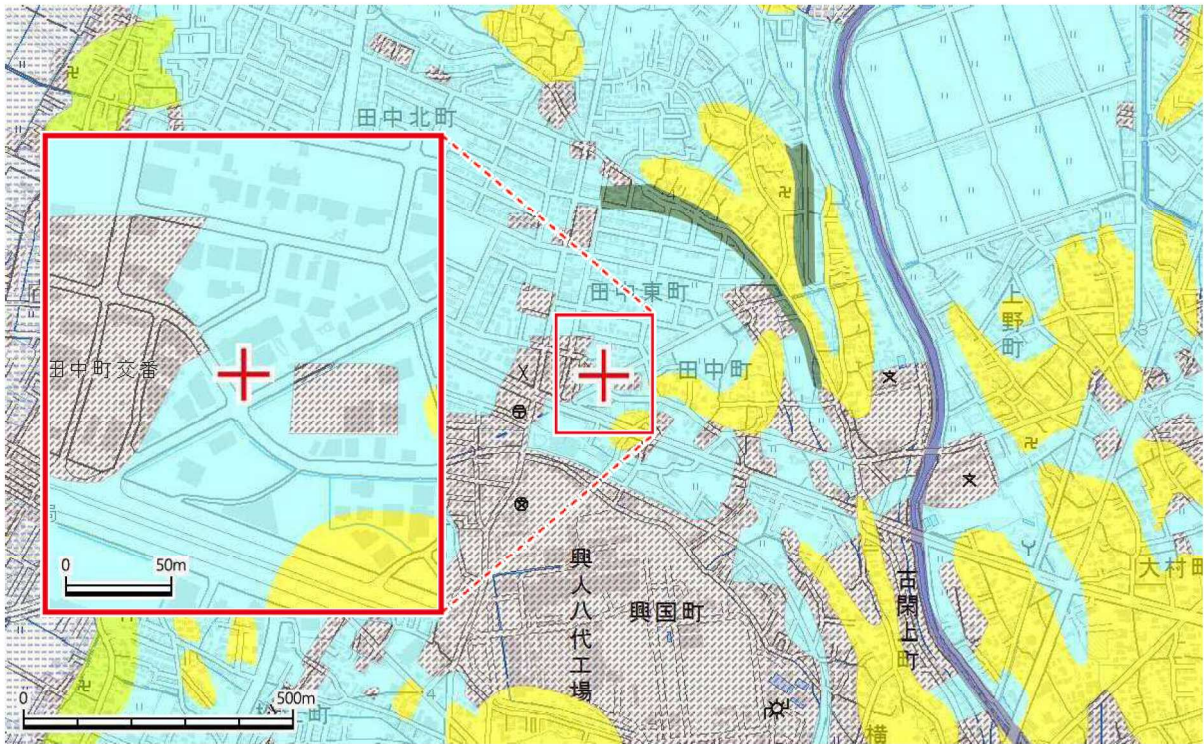 田中北町
田中東町
田中町
上野町
田中町交番
0 50m
興人八代工場
興国町
古閑上町
大村町
0 500m
横